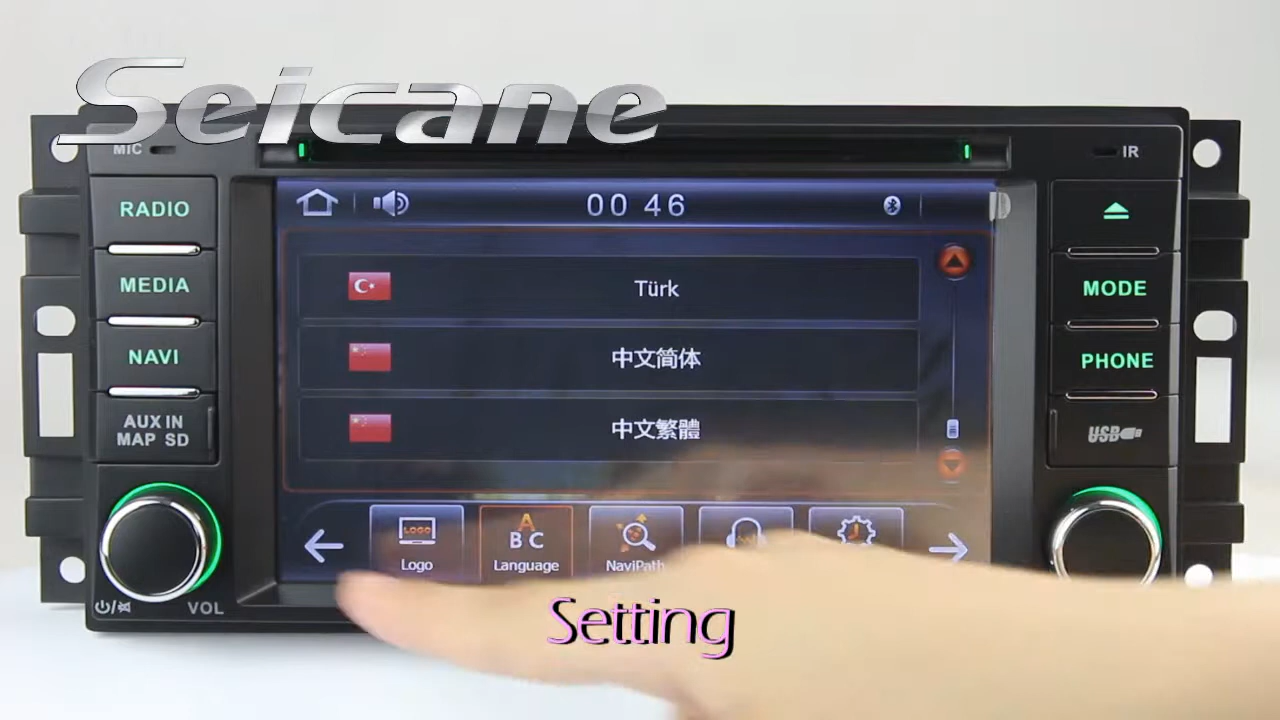 Seicane
MIC
IR
RADIO
MEDIA
NAVI
AUX IN
MAP SD
VOL
00 46
Türk
中文简体
中文繁體
LOGO
Logo
A
BC
Language
NaviPath
MODE
PHONE
USB
Setting